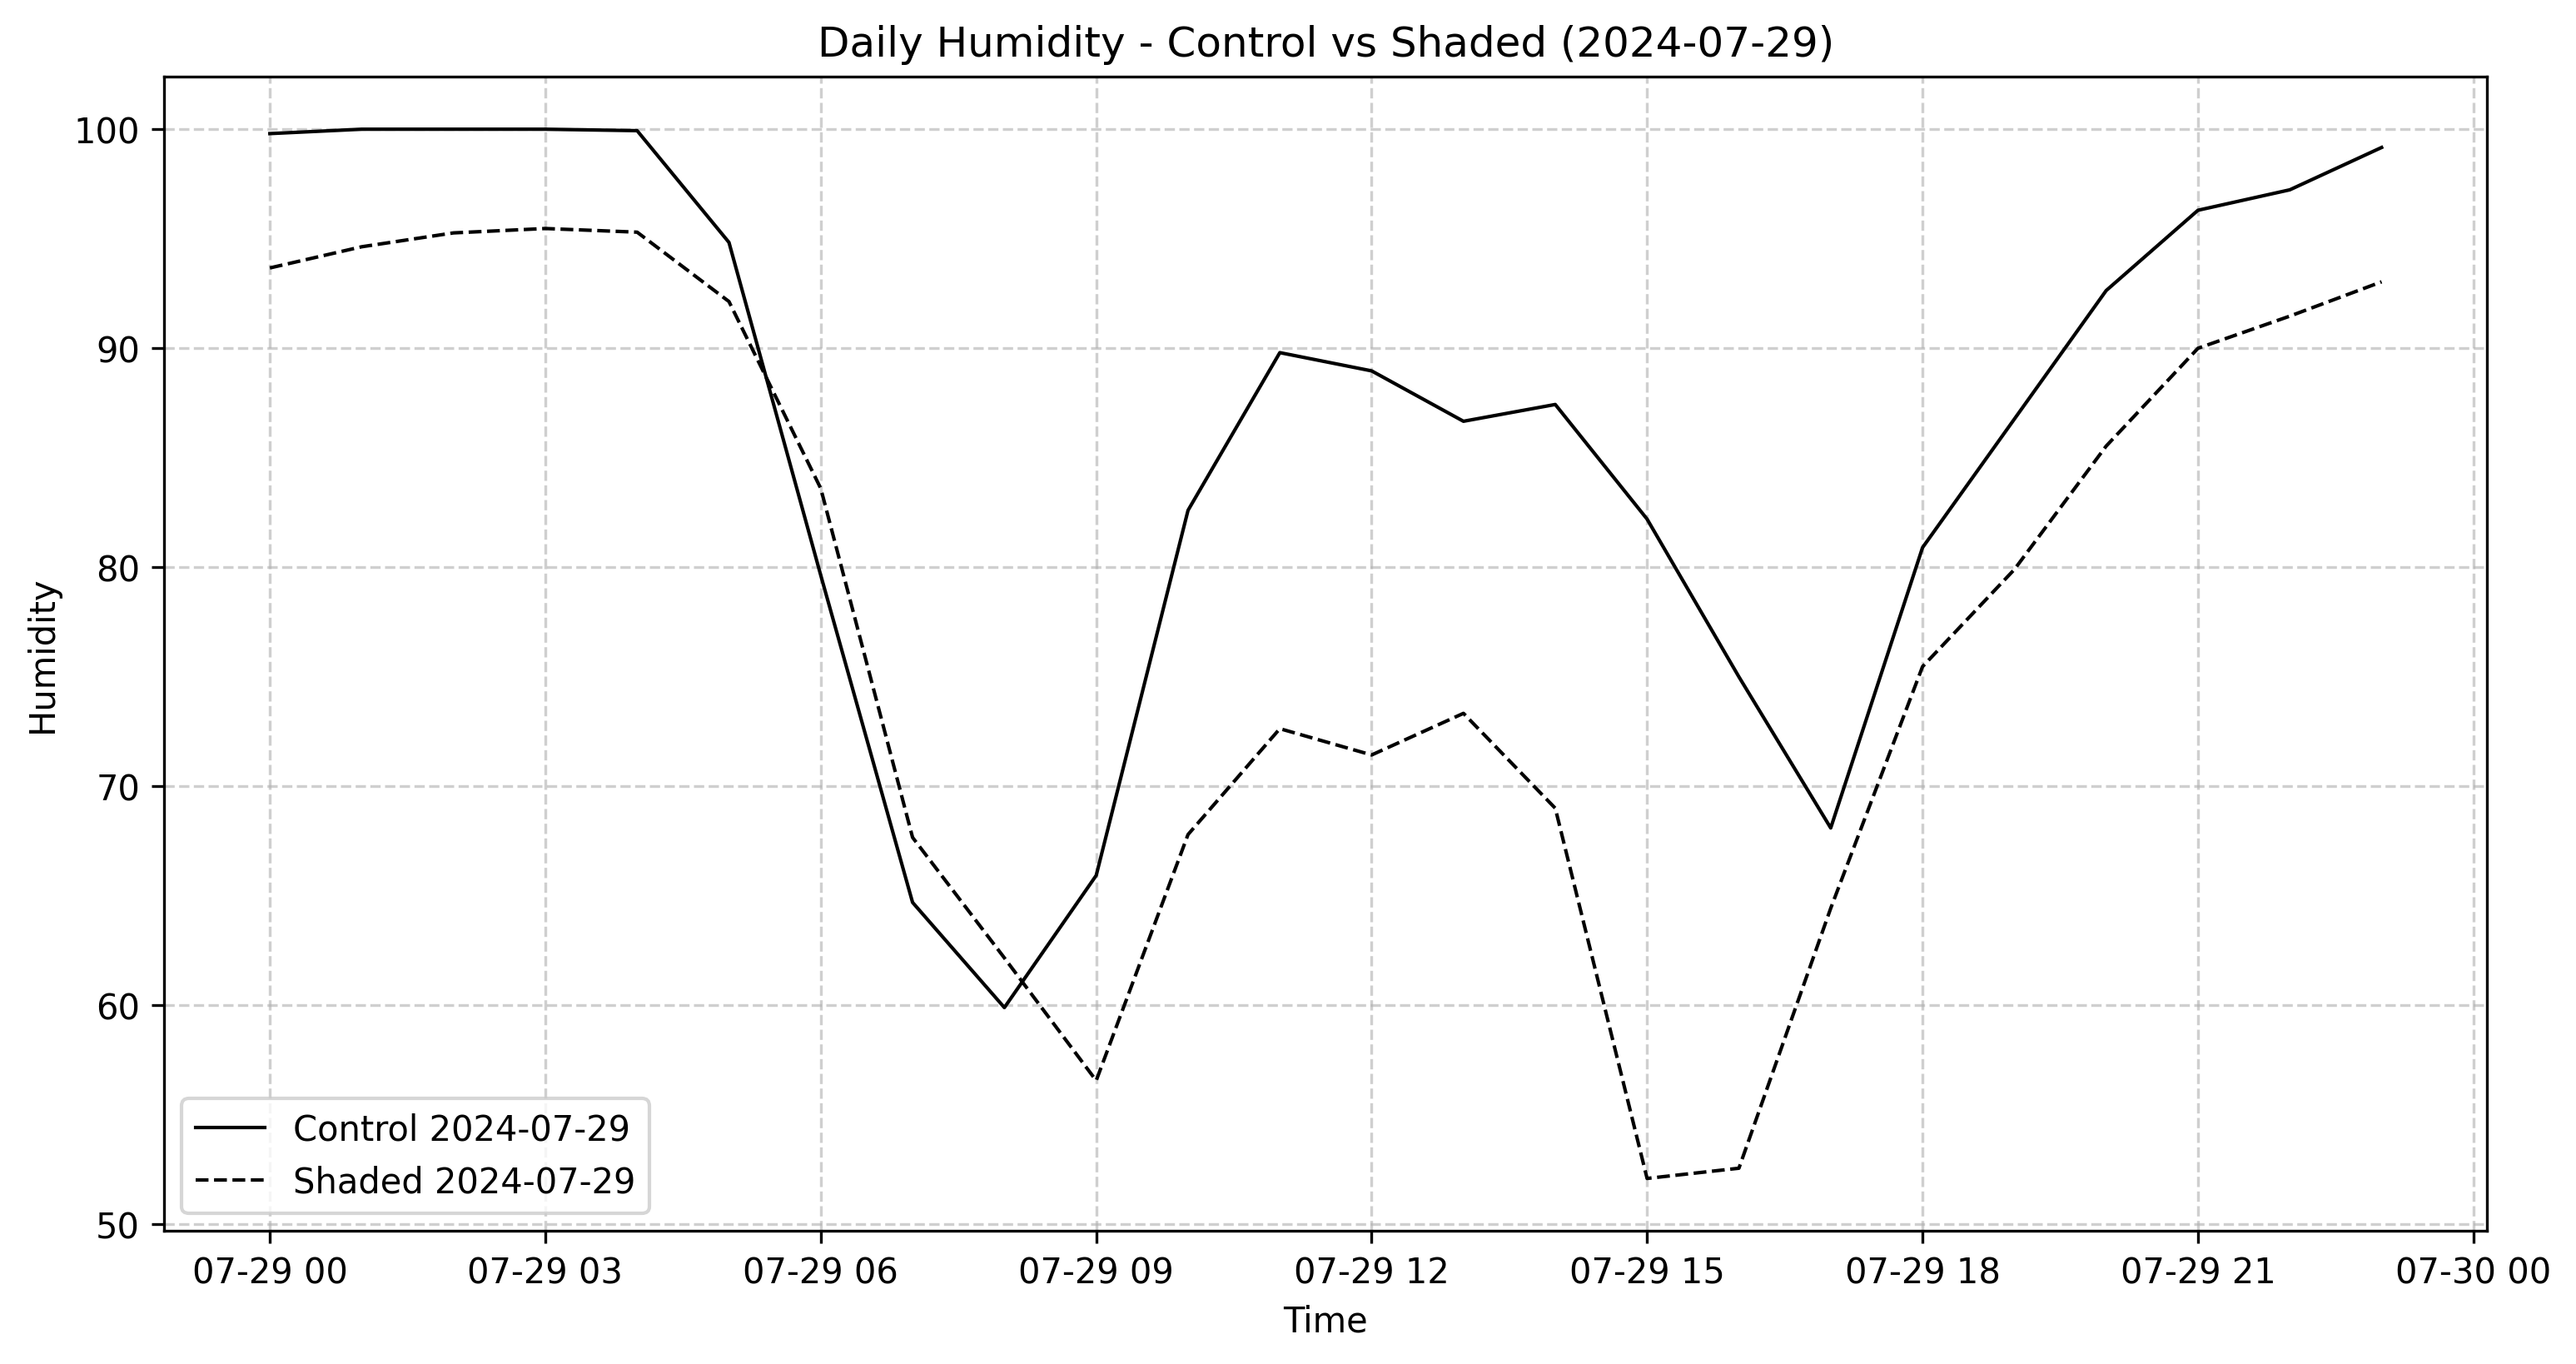 Daily Humidity - Control vs Shaded (2024-07-29)
Humidity
100
90
80
70
60
50
Control 2024-07-29
Shaded 2024-07-29
07-29 00 07-29 03 07-29 06 07-29 09 07-29 12 07-29 15 07-29 18 07-29 21 07-30 00
Time